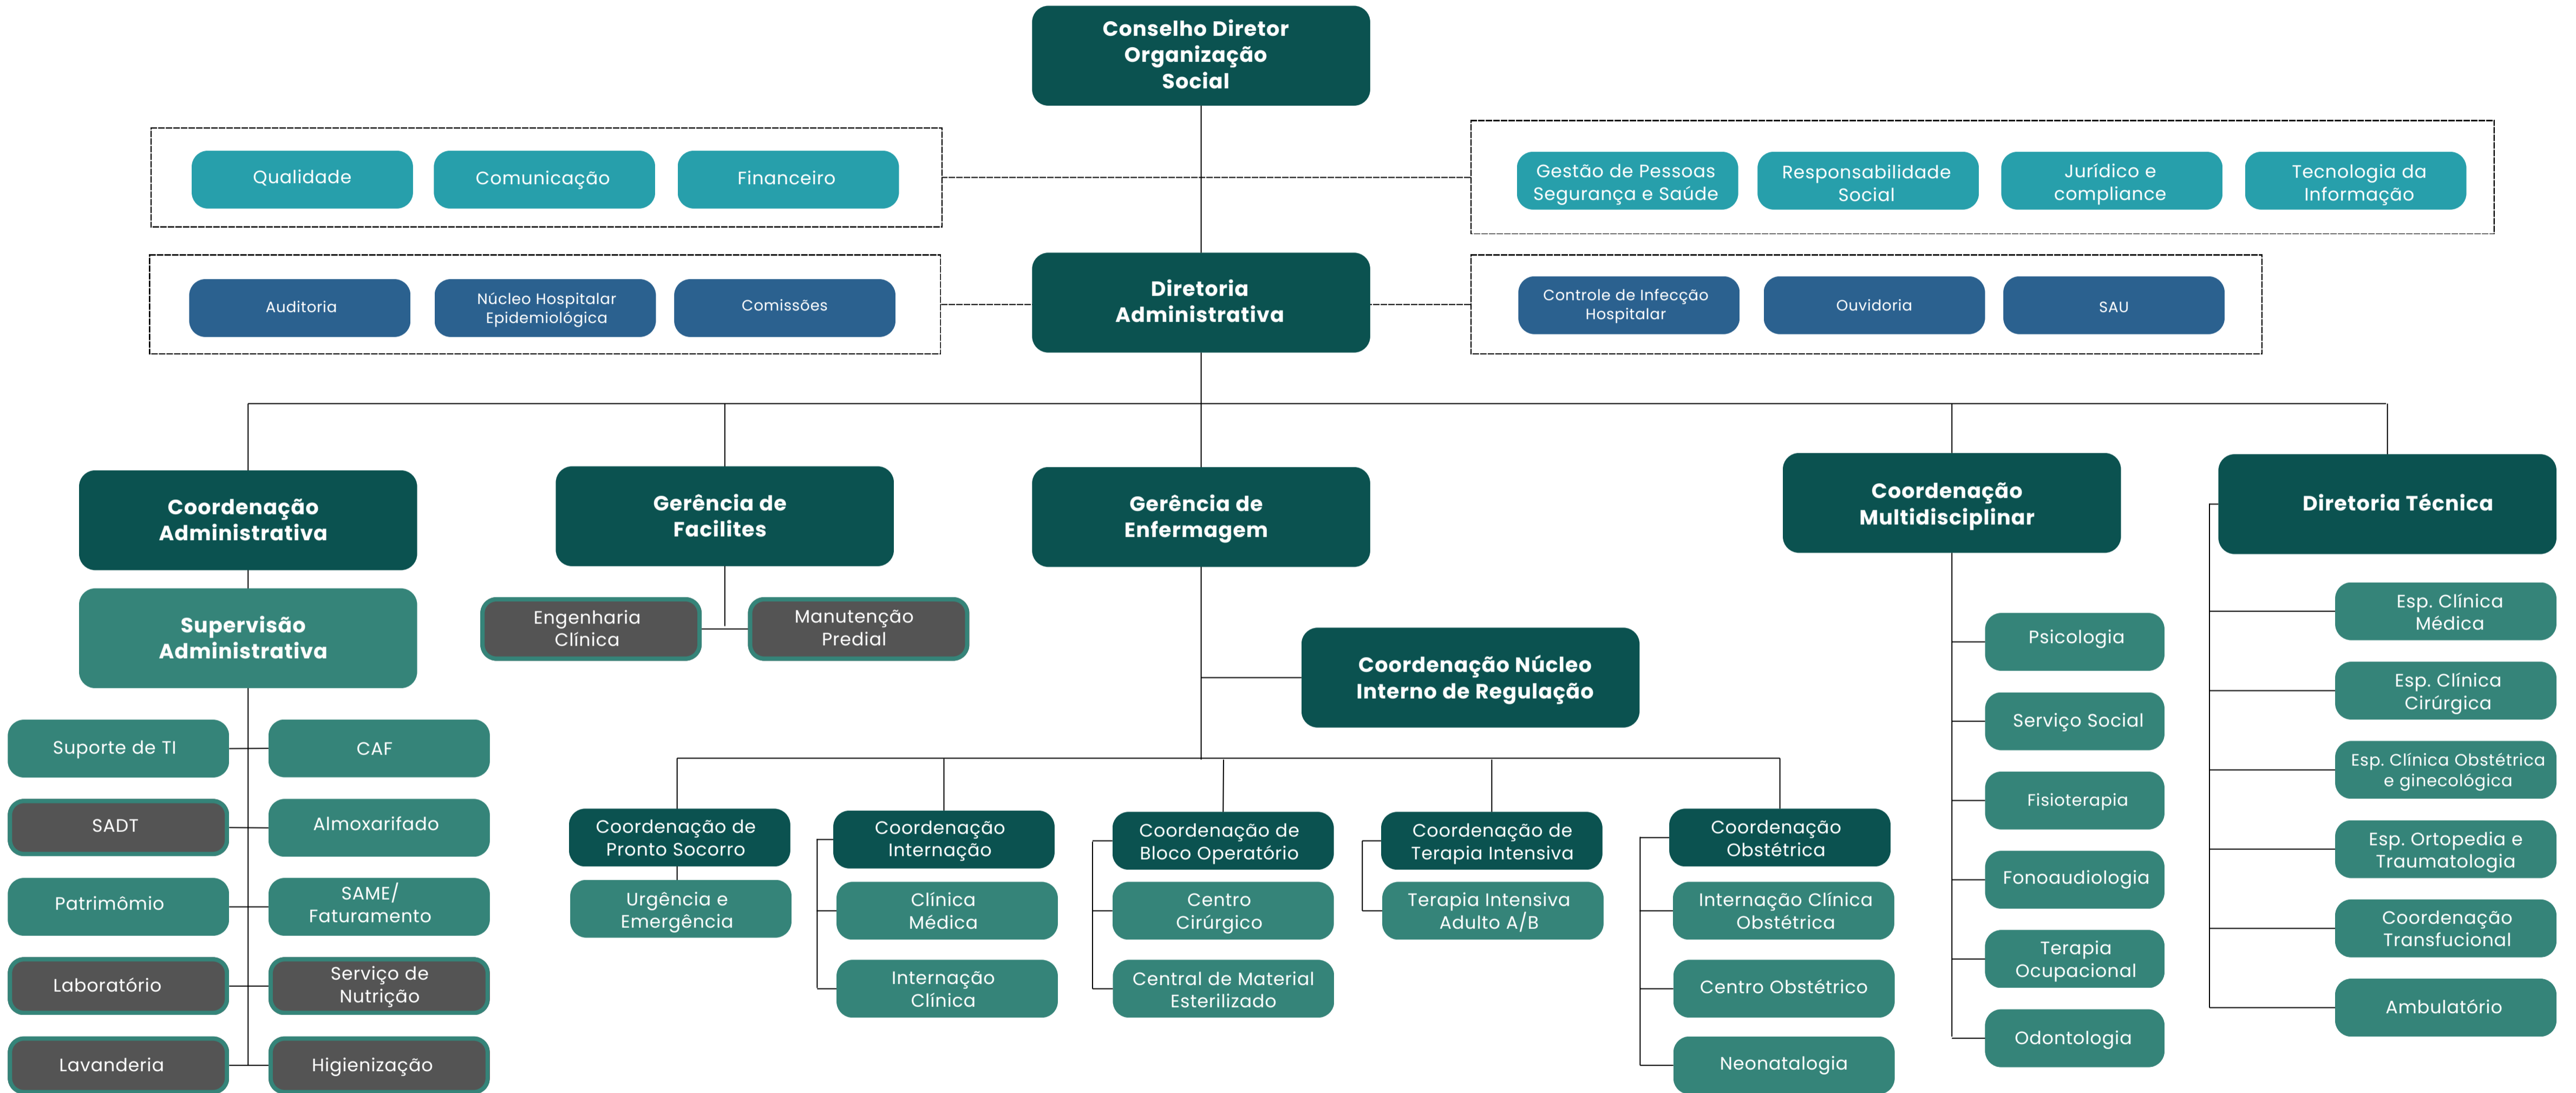 Conselho Diretor
Organização
Social
Qualidade
Comunicação
Financeiro
Gestão de Pessoas
Segurança e Saúde
Responsabilidade
Social
Jurídico e
compliance
Tecnologia da
Informação
Auditoria
Núcleo Hospitalar
Epidemiológica
Comissões
Diretoria
Administrativa
Controle de Infecção
Hospitalar
Ouvidoria
SAU
Coordenação
Administrativa
Gerência de
Facilites
Gerência de
Enfermagem
Coordenação
Multidisciplinar
Diretoria Técnica
Supervisão
Administrativa
Suporte de TI
CAF
SADT
Almoxarifado
Patrimômio
SAME/
Faturamento
Laboratório
Serviço de
Nutrição
Lavanderia
Higienização
Engenharia
Clínica
Manutenção
Predial
Coordenação Núcleo
Interno de Regulação
Coordenação de
Pronto Socorro
Urgência e
Emergência
Coordenação
Internação
Clínica
Médica
Internação
Clínica
Coordenação de
Bloco Operatório
Centro
Cirúrgico
Central de Material
Esterilizado
Coordenação de
Terapia Intensiva
Terapia Intensiva
Adulto A/B
Coordenação
Obstétrica
Internação Clínica
Obstétrica
Centro Obstétrico
Neonatalogia
Psicologia
Serviço Social
Fisioterapia
Fonoaudiologia
Terapia
Ocupacional
Odontologia
Esp. Clínica
Médica
Esp. Clínica
Cirúrgica
Esp. Clínica Obstétrica
e ginecológica
Esp. Ortopedia e
Traumatologia
Coordenação
Transfucional
Ambulatório